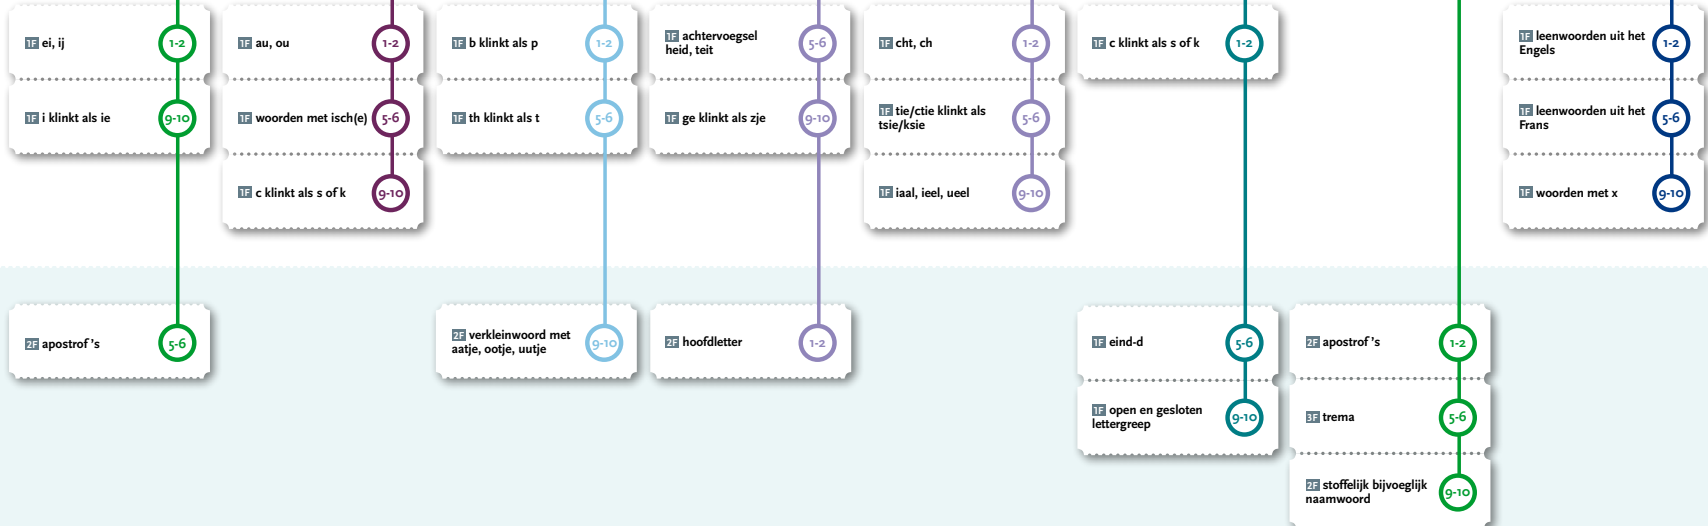 1F ei, ij 1-2
1F i klinkt als ie 9-10
1F au, ou 1-2
1F woorden met isch(e) 5-6
1F c klinkt als s of k 9-10
1F b klinkt als p 1-2
1F th klinkt als t 5-6
1F achtervoegsel
heid, teit 5-6
1F ge klinkt als zje 9-10
1F cht, ch 1-2
1F tie/ctie klinkt als
tsie/ksie 5-6
1F iaal, ieel, ueel 9-10
1F c klinkt als s of k 1-2
1F leenwoorden uit het
Engels 1-2
1F leenwoorden uit het
Frans 5-6
1F woorden met x 9-10
2F apostrof 's 5-6
2F verkleinwoord met
aatje, ootje, uutje 9-10
2F hoofdletter 1-2
1F eind-d 5-6
1F open en gesloten
lettergreep 9-10
2F apostrof 's 1-2
3F trema 5-6
2F stoffelijk bijvoeglijk
naamwoord 9-10